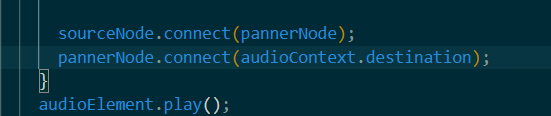 sourceNode.connect(pannerNode);
pannerNode.connect(audioContext.destination);
}
audioElement.play();